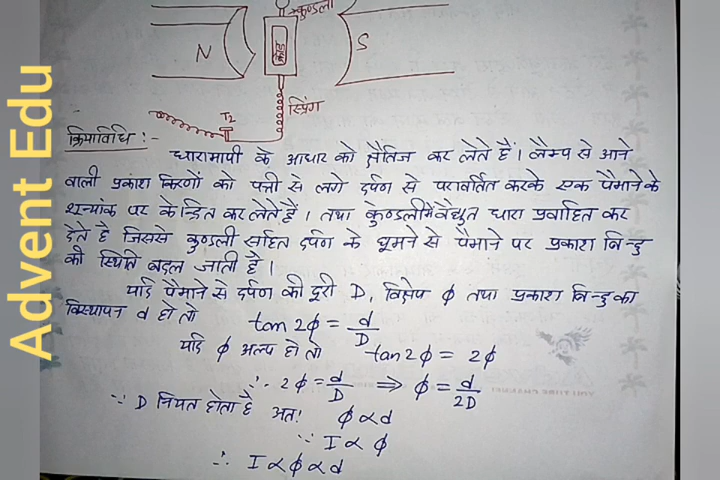 Advent Edu
कुण्डली
N
S
स्प्रिंग
T2
क्रियाविधि :-
धारामापी के आधार को क्षैतिज कर लेते हैं। लैम्प से आने
वाली प्रकाश किरणों को पत्ती से लगे दर्पण से परावर्तित करके एक पैमाने के
शून्यांक पर केन्द्रित कर लेते हैं। तथा कुण्डली में वैद्युत धारा प्रवाहित कर
देते है जिससे कुण्डली सहित दर्पण के घूमने से पैमाने पर प्रकाश बिन्दु
की स्थिति बदल जाती है।
यदि पैमाने से दर्पण की दूरी D, विक्षेप ϕ तथा प्रकाश बिन्दु का
विस्थापन d हो तो
tan 2ϕ = d/D
यदि ϕ अल्प हो तो tan 2ϕ = 2ϕ
∴ 2ϕ = d/D ⇒ ϕ = d/2D
∵ D नियत होता है अतः ϕ ∝ d
∵ I ∝ ϕ
∴ I ∝ ϕ ∝ d